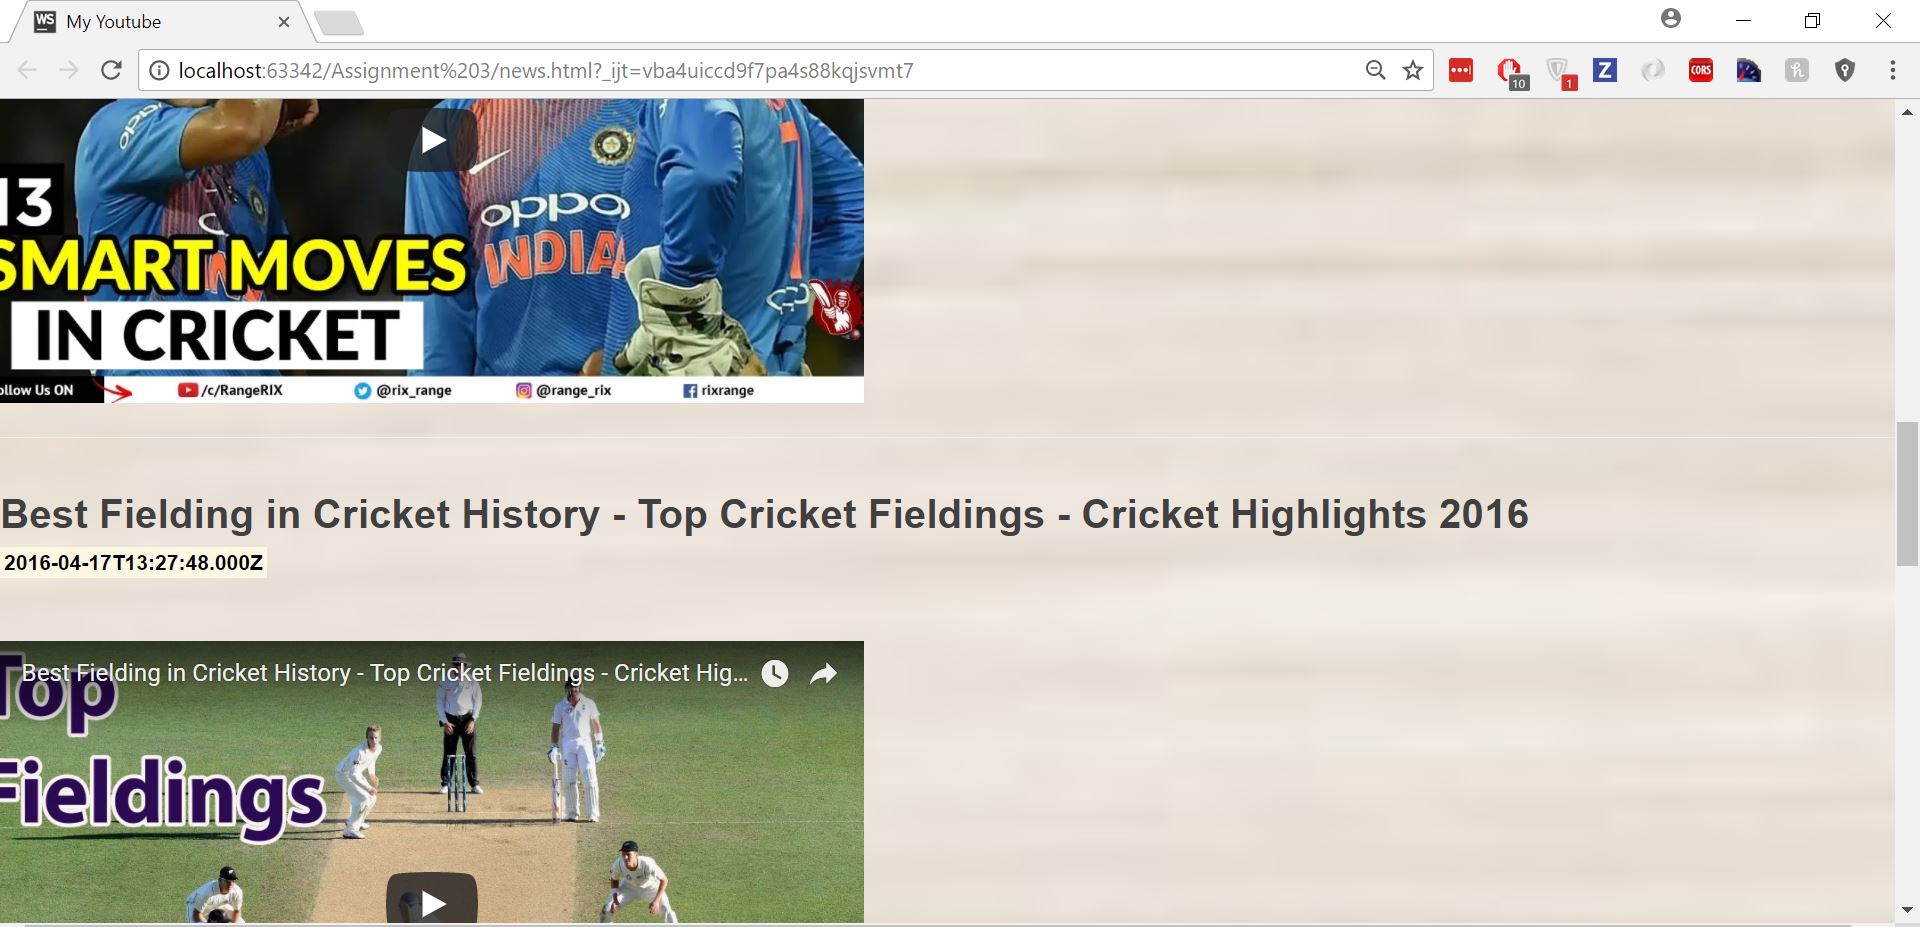 WS My Youtube
localhost:63342/Assignment%203/news.html?_ijt=vba4uiccd9f7pa4s88kqjsvmt7
10
1
Z
CORS
h
oppo
INDIA
13
SMART MOVES
IN CRICKET
ollow Us ON
/c/RangeRIX
@rix_range
@range_rix
rixrange
Best Fielding in Cricket History - Top Cricket Fieldings - Cricket Highlights 2016
2016-04-17T13:27:48.000Z
Best Fielding in Cricket History - Top Cricket Fieldings - Cricket Hig...
Top
Fieldings